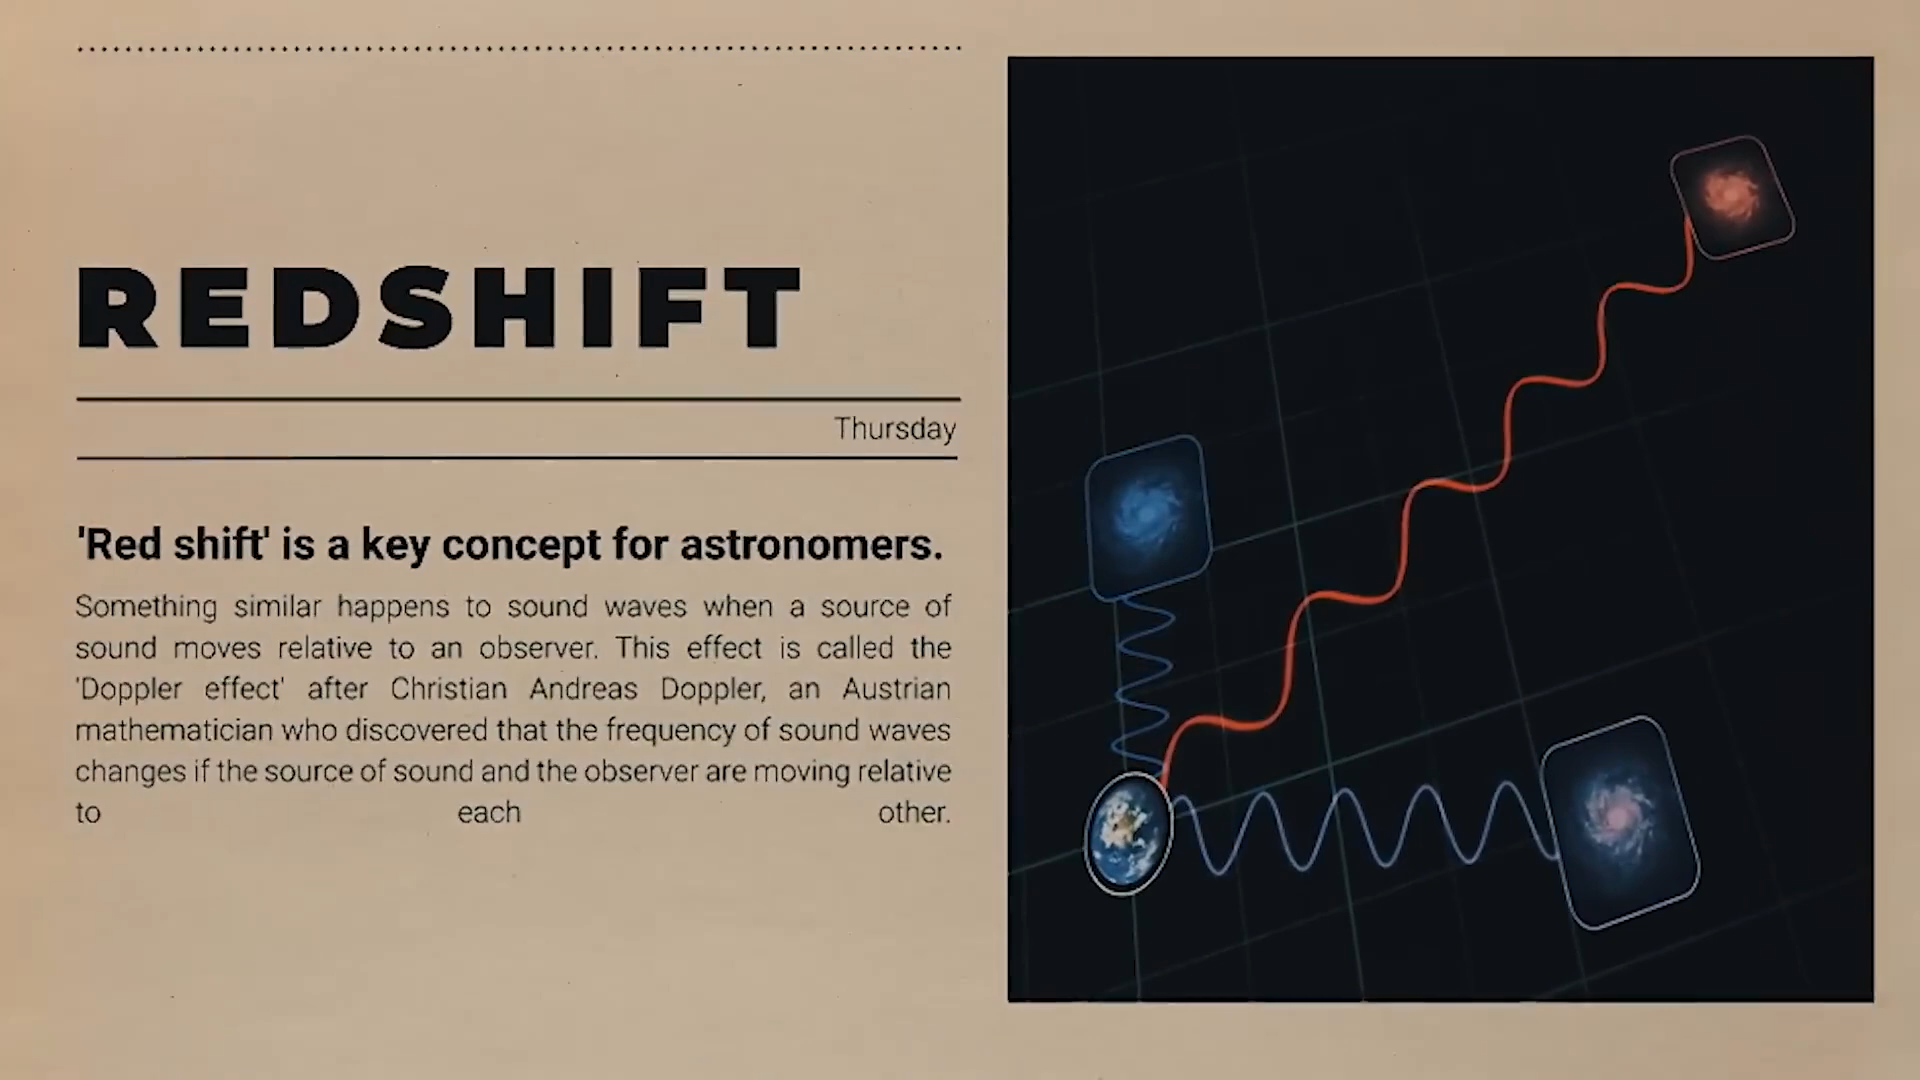 REDSHIFT
Thursday
'Red shift' is a key concept for astronomers.
Something similar happens to sound waves when a source of
sound moves relative to an observer. This effect is called the
'Doppler effect' after Christian Andreas Doppler, an Austrian
mathematician who discovered that the frequency of sound waves
changes if the source of sound and the observer are moving relative
to each other.